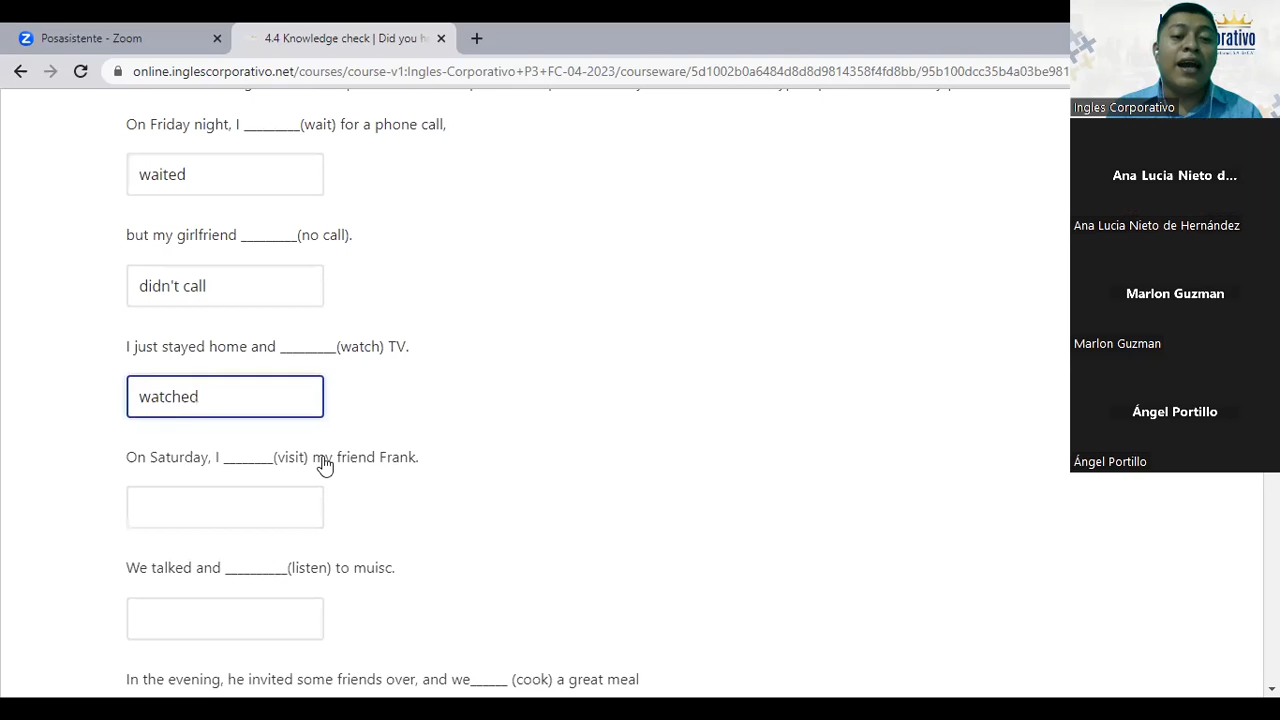 Posasistente - Zoom
4.4 Knowledge check | Did you h
online.inglescorporativo.net/courses/course-v1:Ingles-Corporativo+P3+FC-04-2023/courseware/5d1002b0a6484d8d8d9814358f4fd8bb/95b100dcc35b4a03be981
On Friday night, I _________(wait) for a phone call,
waited
but my girlfriend _________(no call).
didn't call
I just stayed home and _________(watch) TV.
watched
On Saturday, I ________(visit) my friend Frank.
We talked and __________(listen) to muisc.
In the evening, he invited some friends over, and we______ (cook) a great meal
Ingles Corporativo
Ana Lucia Nieto d...
Ana Lucia Nieto de Hernández
Marlon Guzman
Marlon Guzman
Ángel Portillo
Ángel Portillo